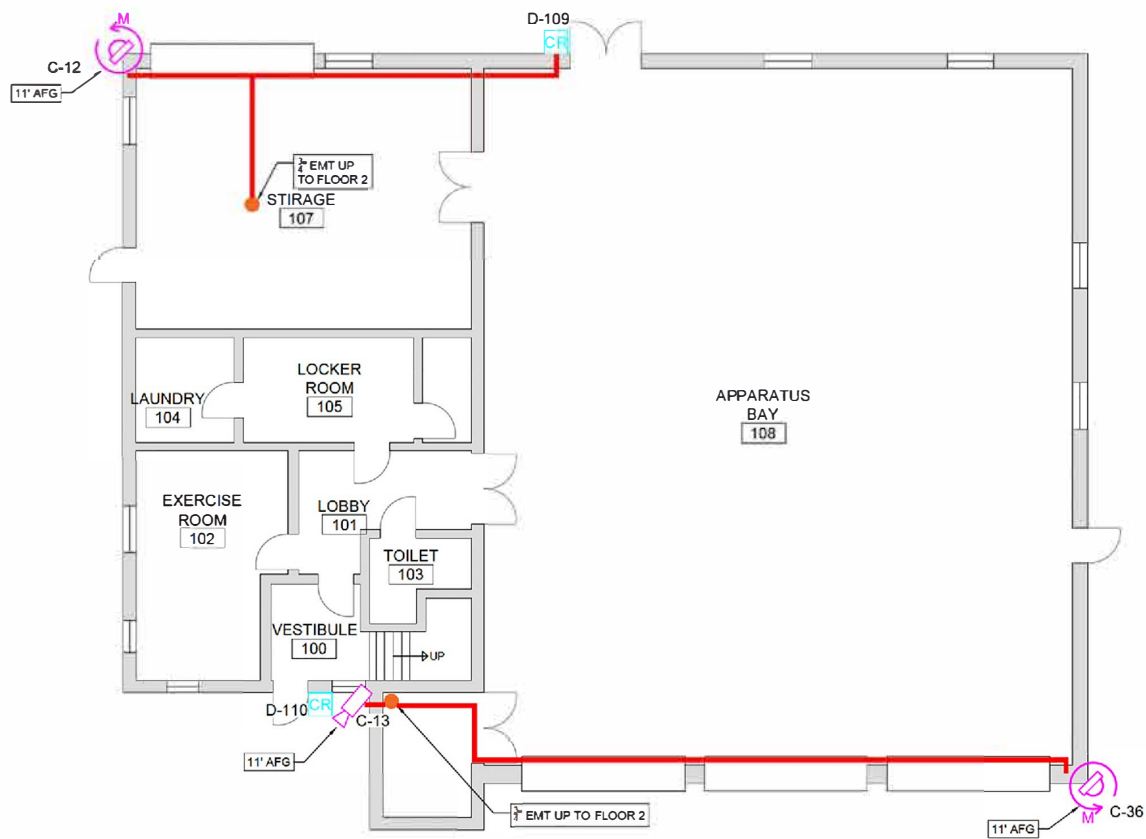 M
D-109
CR
C-12
11' AFG
3/4" EMT UP
TO FLOOR 2
STIRAGE
107
LOCKER
ROOM
105
LAUNDRY
104
APPARATUS
BAY
108
EXERCISE
ROOM
102
LOBBY
101
TOILET
103
VESTIBULE
100
UP
D-110
CR
C-13
11' AFG
3/4" EMT UP TO FLOOR 2
M
C-36
11' AFG